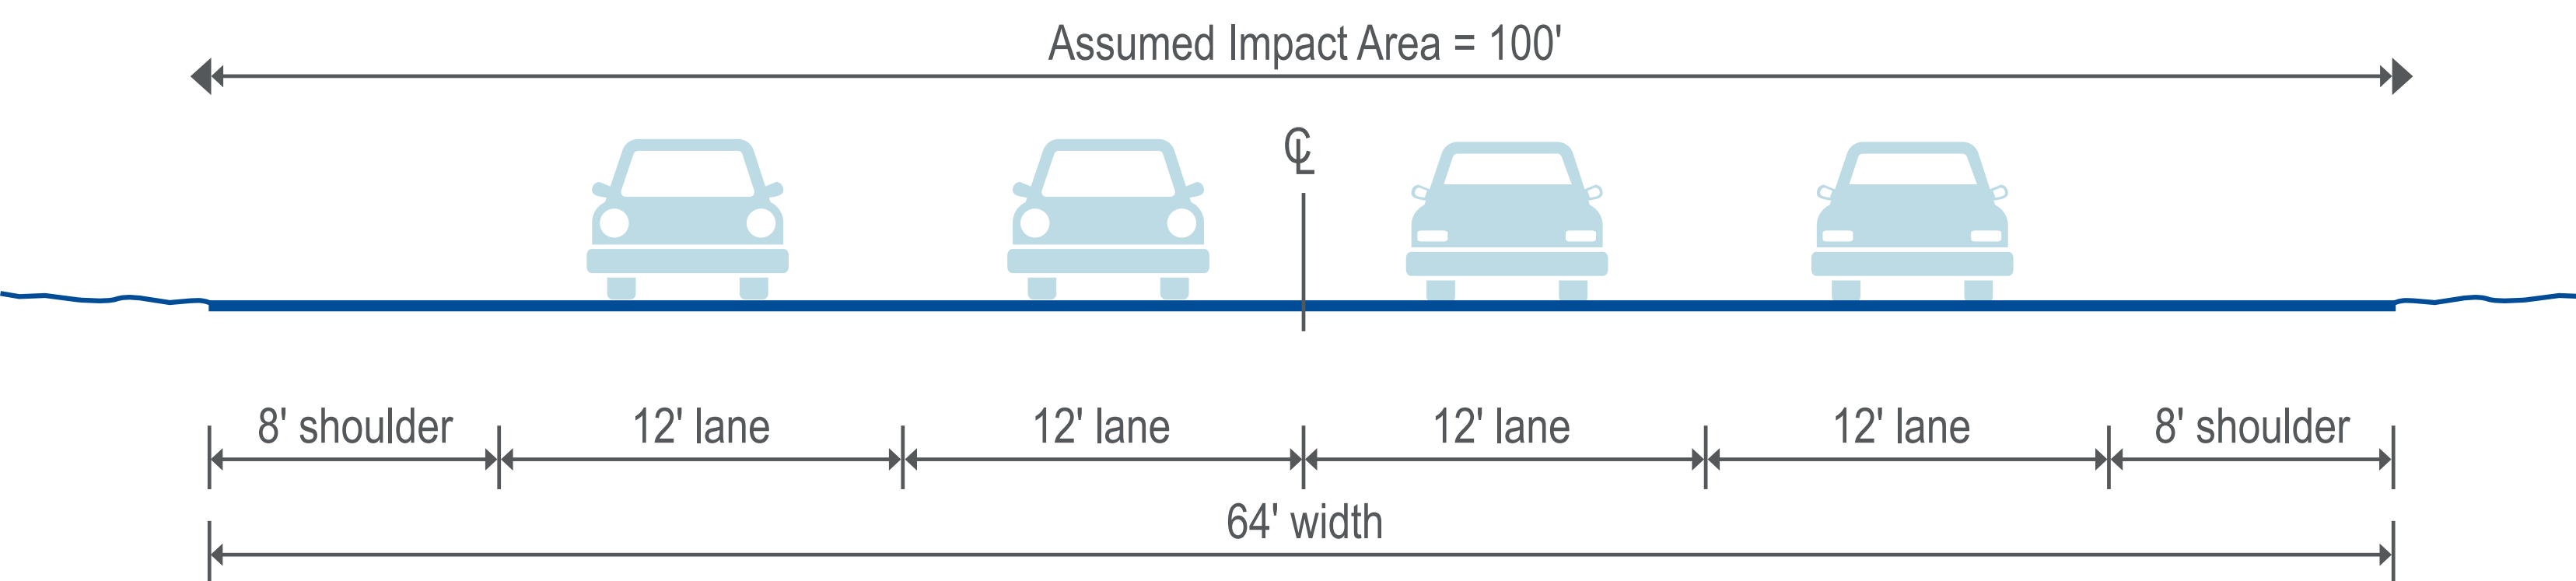 Assumed Impact Area = 100'
℄
8' shoulder 12' lane 12' lane 12' lane 12' lane 8' shoulder
64' width